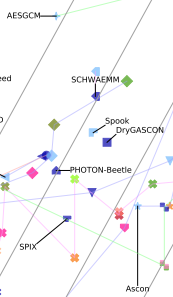 AESGCM
SCHWAEMM
Spook
DryGASCON
PHOTON-Beetle
SPIX
Ascon